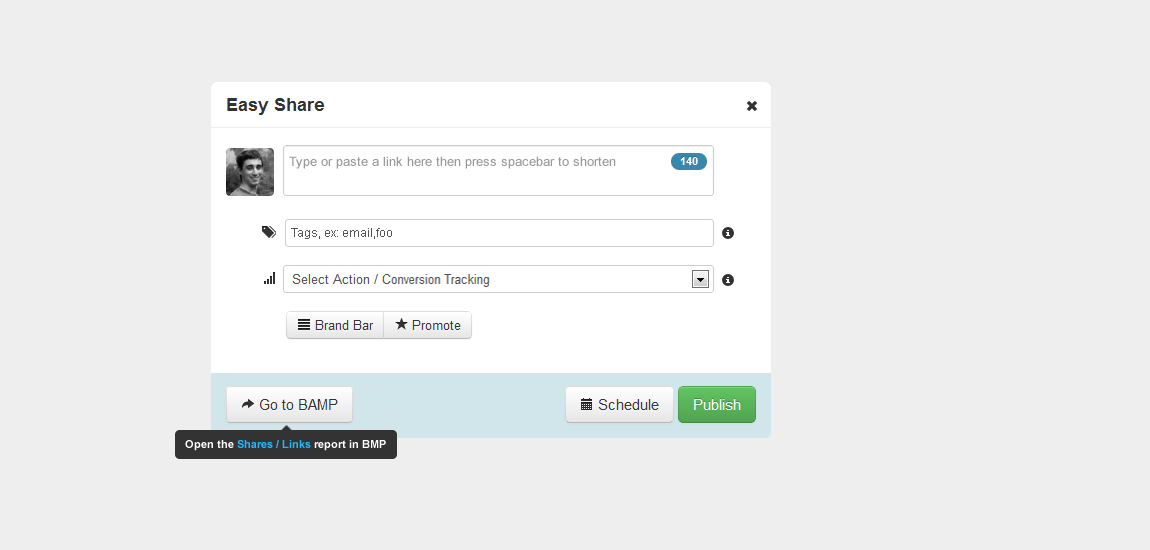 Easy Share
Type or paste a link here then press spacebar to shorten
140
Tags, ex: email,foo
Select Action / Conversion Tracking
Brand Bar
Promote
Go to BAMP
Schedule
Publish
Open the Shares / Links report in BMP